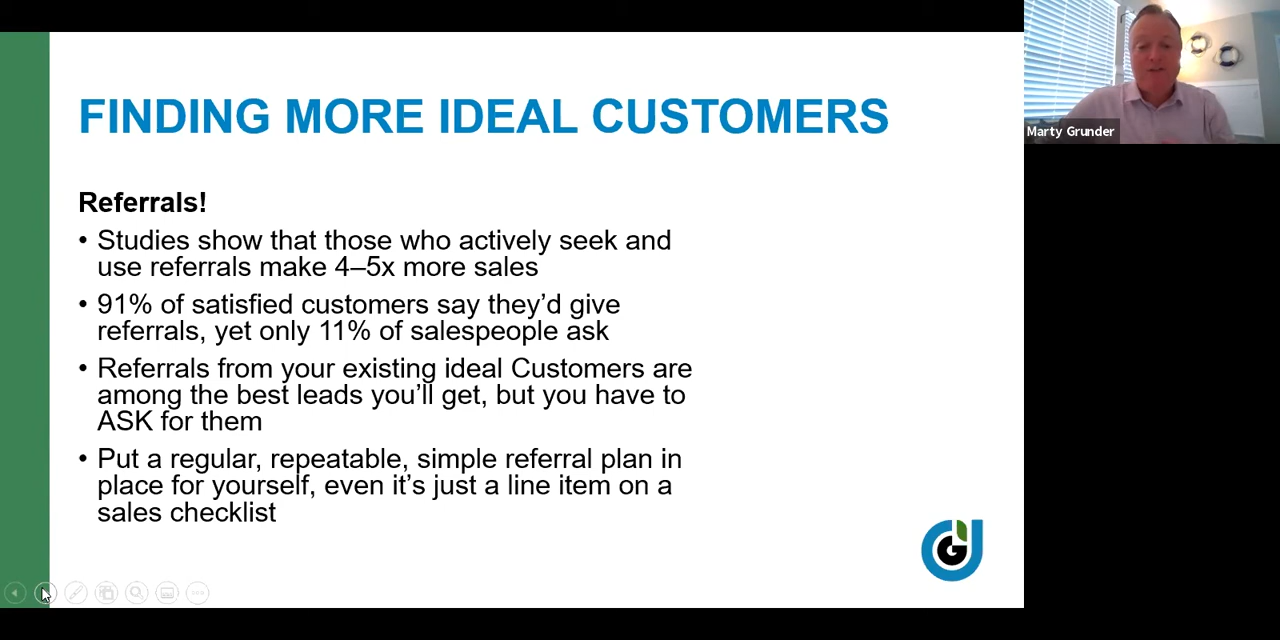 FINDING MORE IDEAL CUSTOMERS
Referrals!
• Studies show that those who actively seek and
use referrals make 4–5x more sales
• 91% of satisfied customers say they’d give
referrals, yet only 11% of salespeople ask
• Referrals from your existing ideal Customers are
among the best leads you’ll get, but you have to
ASK for them
• Put a regular, repeatable, simple referral plan in
place for yourself, even it’s just a line item on a
sales checklist
G
Marty Grunder